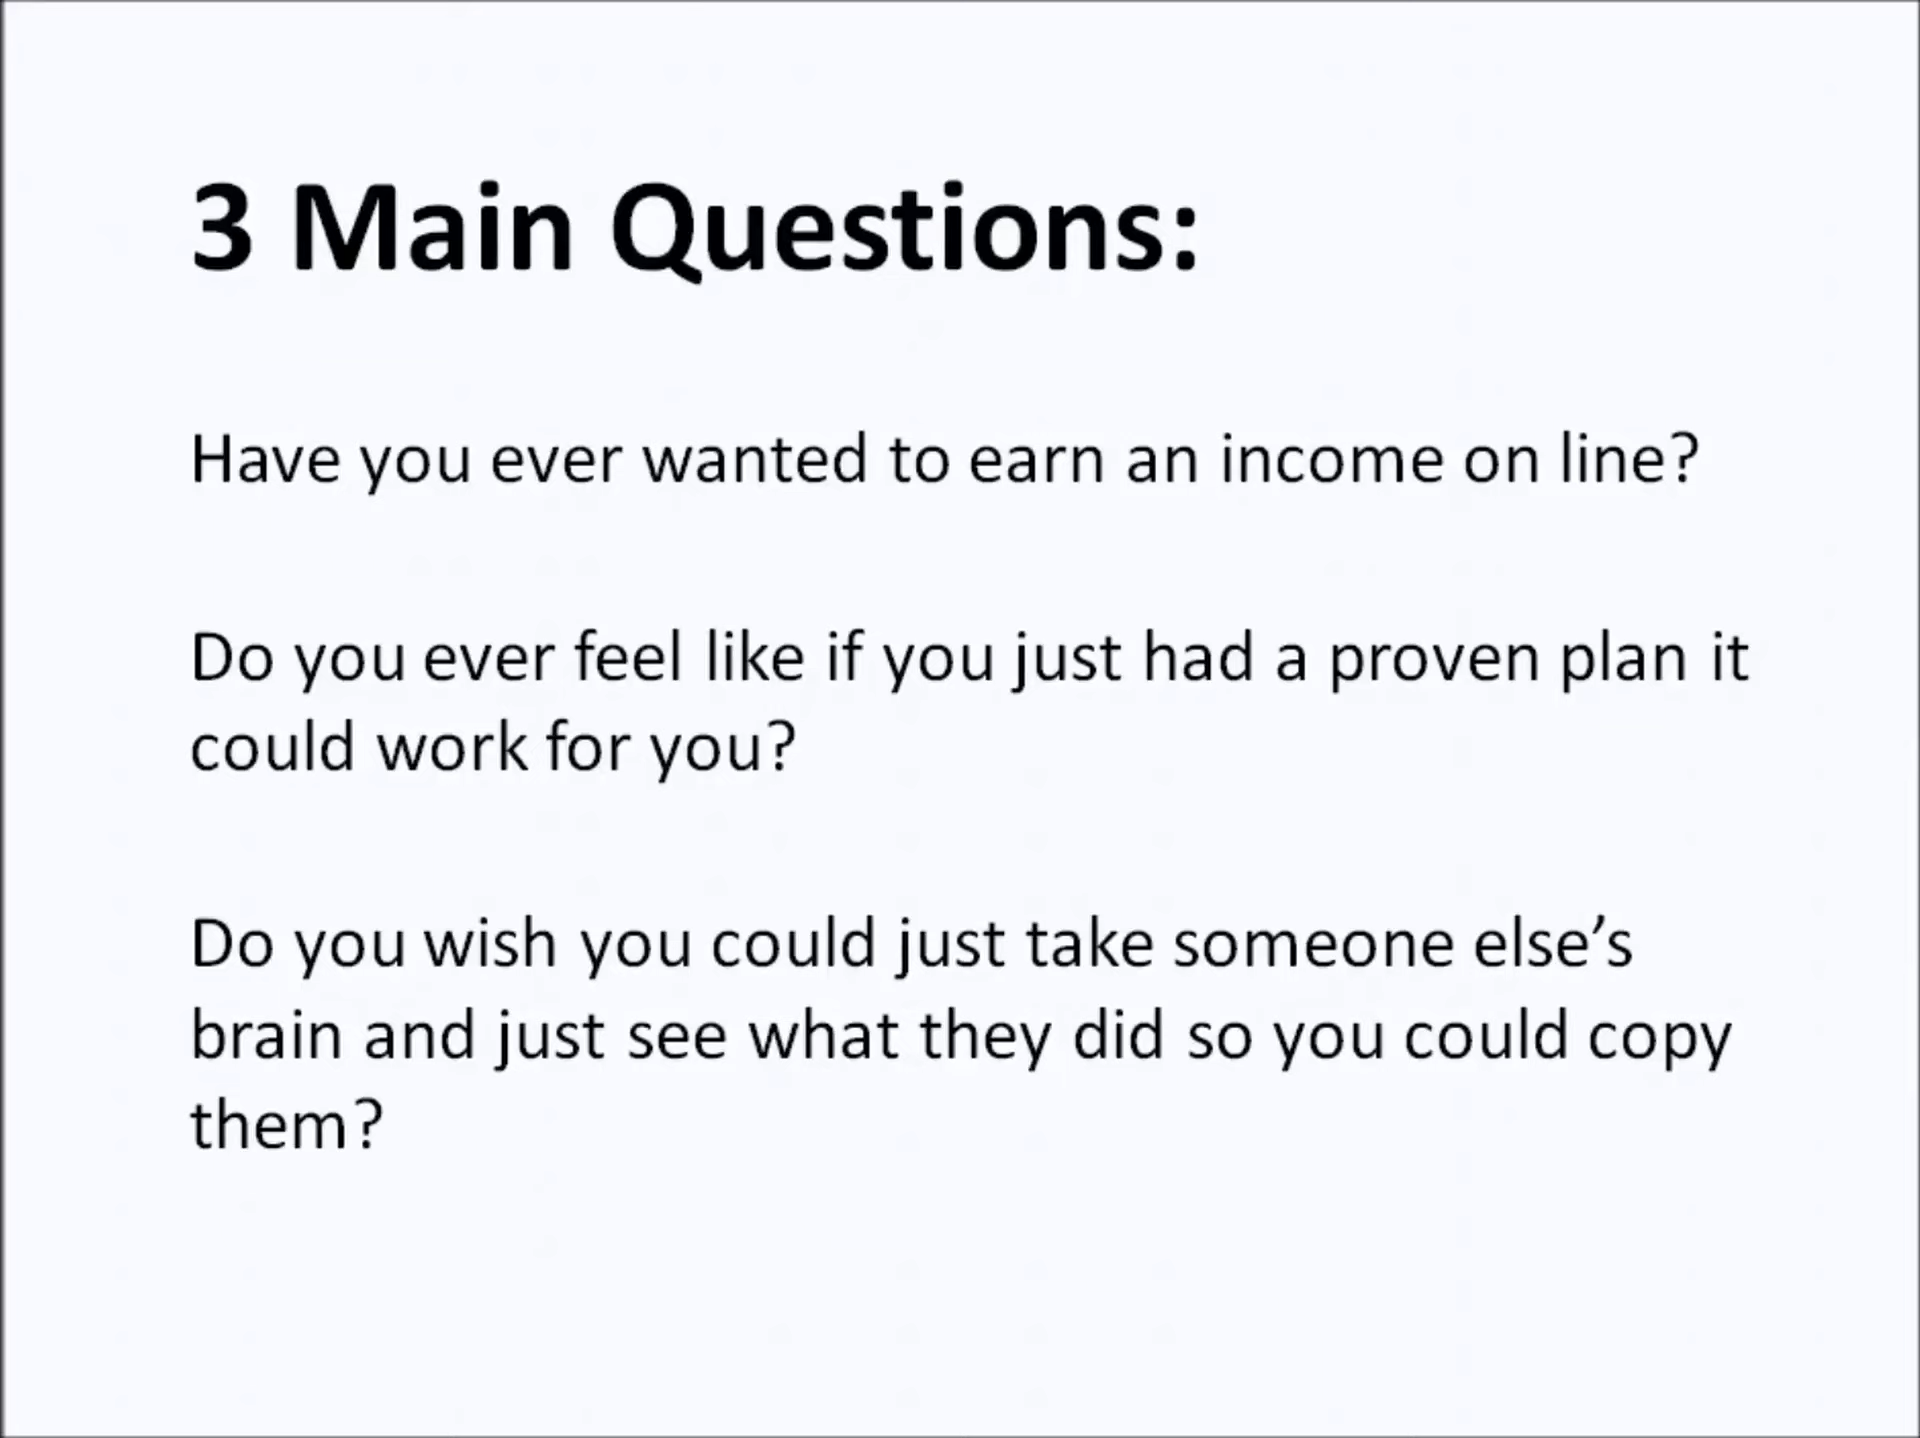 3 Main Questions:
Have you ever wanted to earn an income on line?
Do you ever feel like if you just had a proven plan it
could work for you?
Do you wish you could just take someone else’s
brain and just see what they did so you could copy
them?